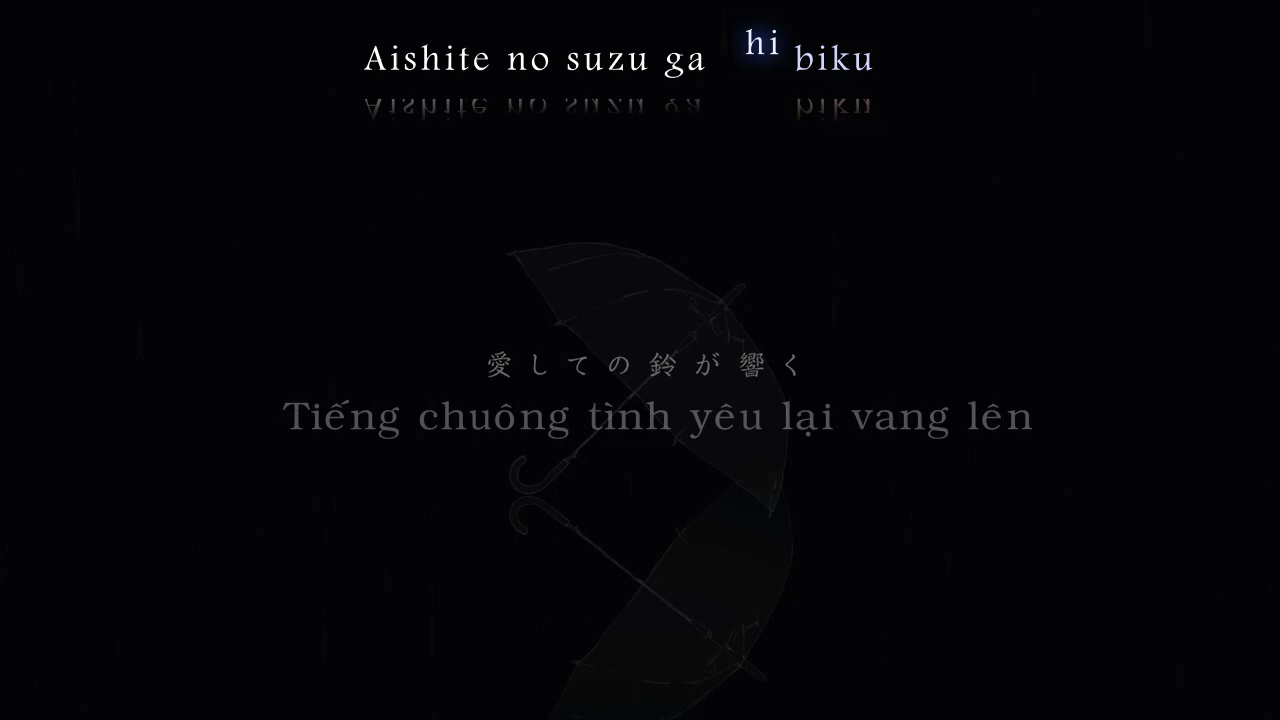 Aishite no suzu ga hibiku
愛しての鈴が響く
Tiếng chuông tình yêu lại vang lên